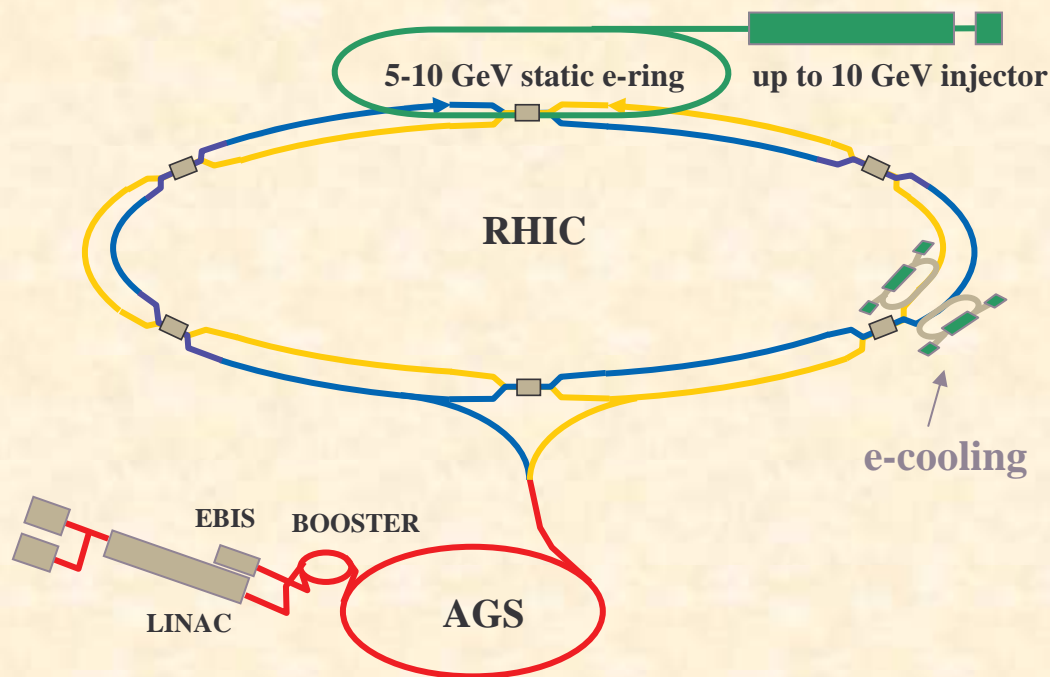 5-10 GeV static e-ring
up to 10 GeV injector
RHIC
e-cooling
EBIS
BOOSTER
LINAC
AGS